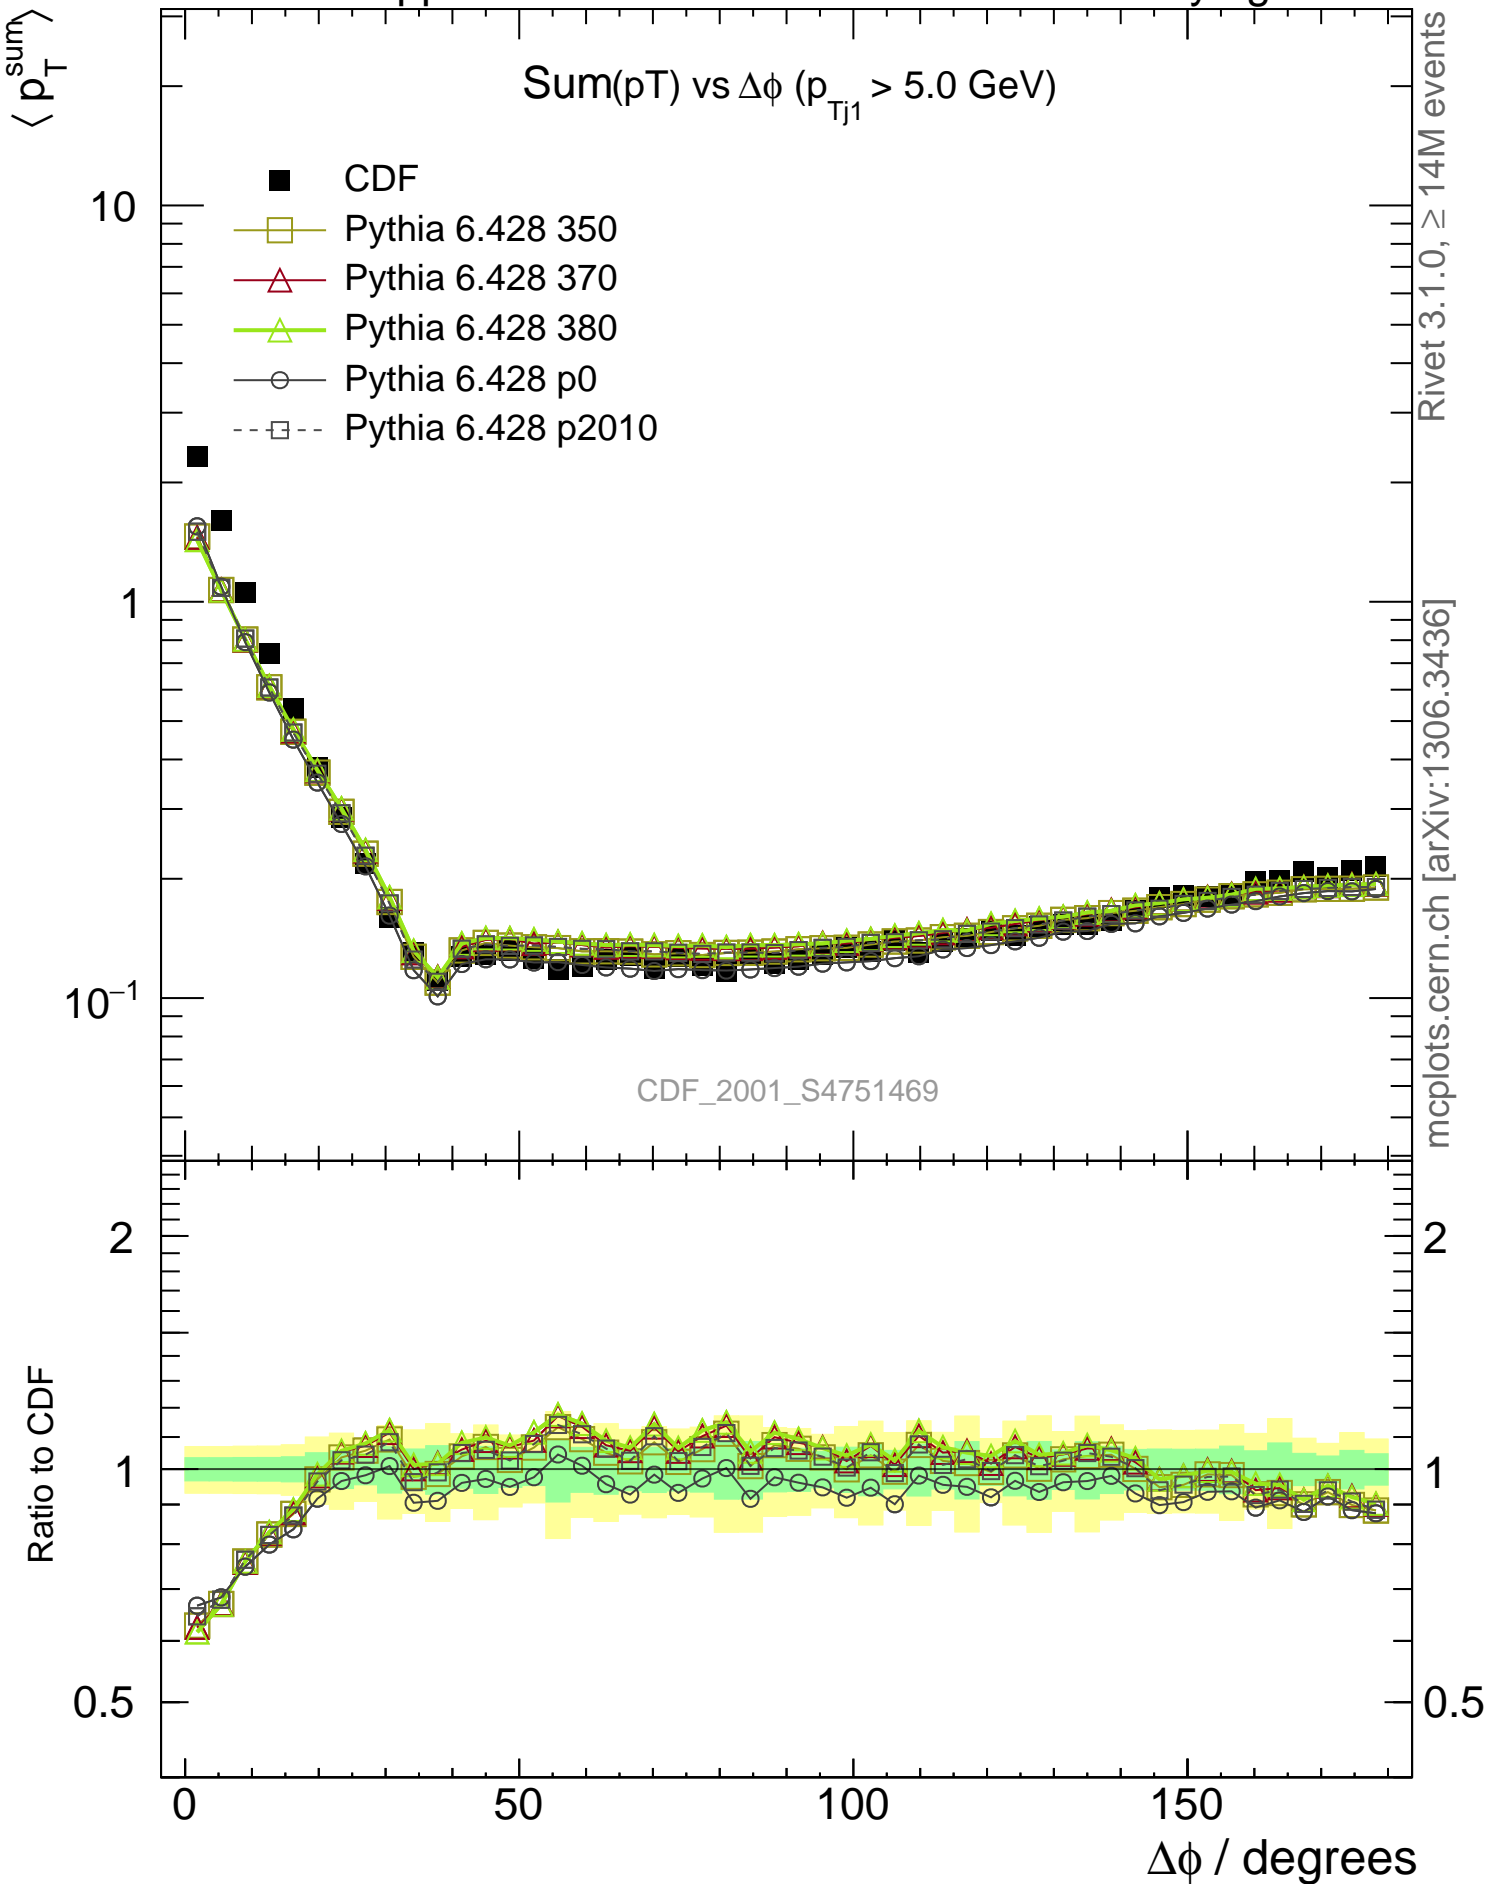 ⟨ p_T^sum ⟩
Sum(pT) vs Δϕ (p_Tj1 > 5.0 GeV)
CDF
Pythia 6.428 350
Pythia 6.428 370
Pythia 6.428 380
Pythia 6.428 p0
Pythia 6.428 p2010
10
1
10⁻¹
CDF_2001_S4751469
Rivet 3.1.0, ≥ 14M events
mcplots.cern.ch [arXiv:1306.3436]
Ratio to CDF
2
1
0.5
2
1
0.5
0 50 100 150
Δϕ / degrees